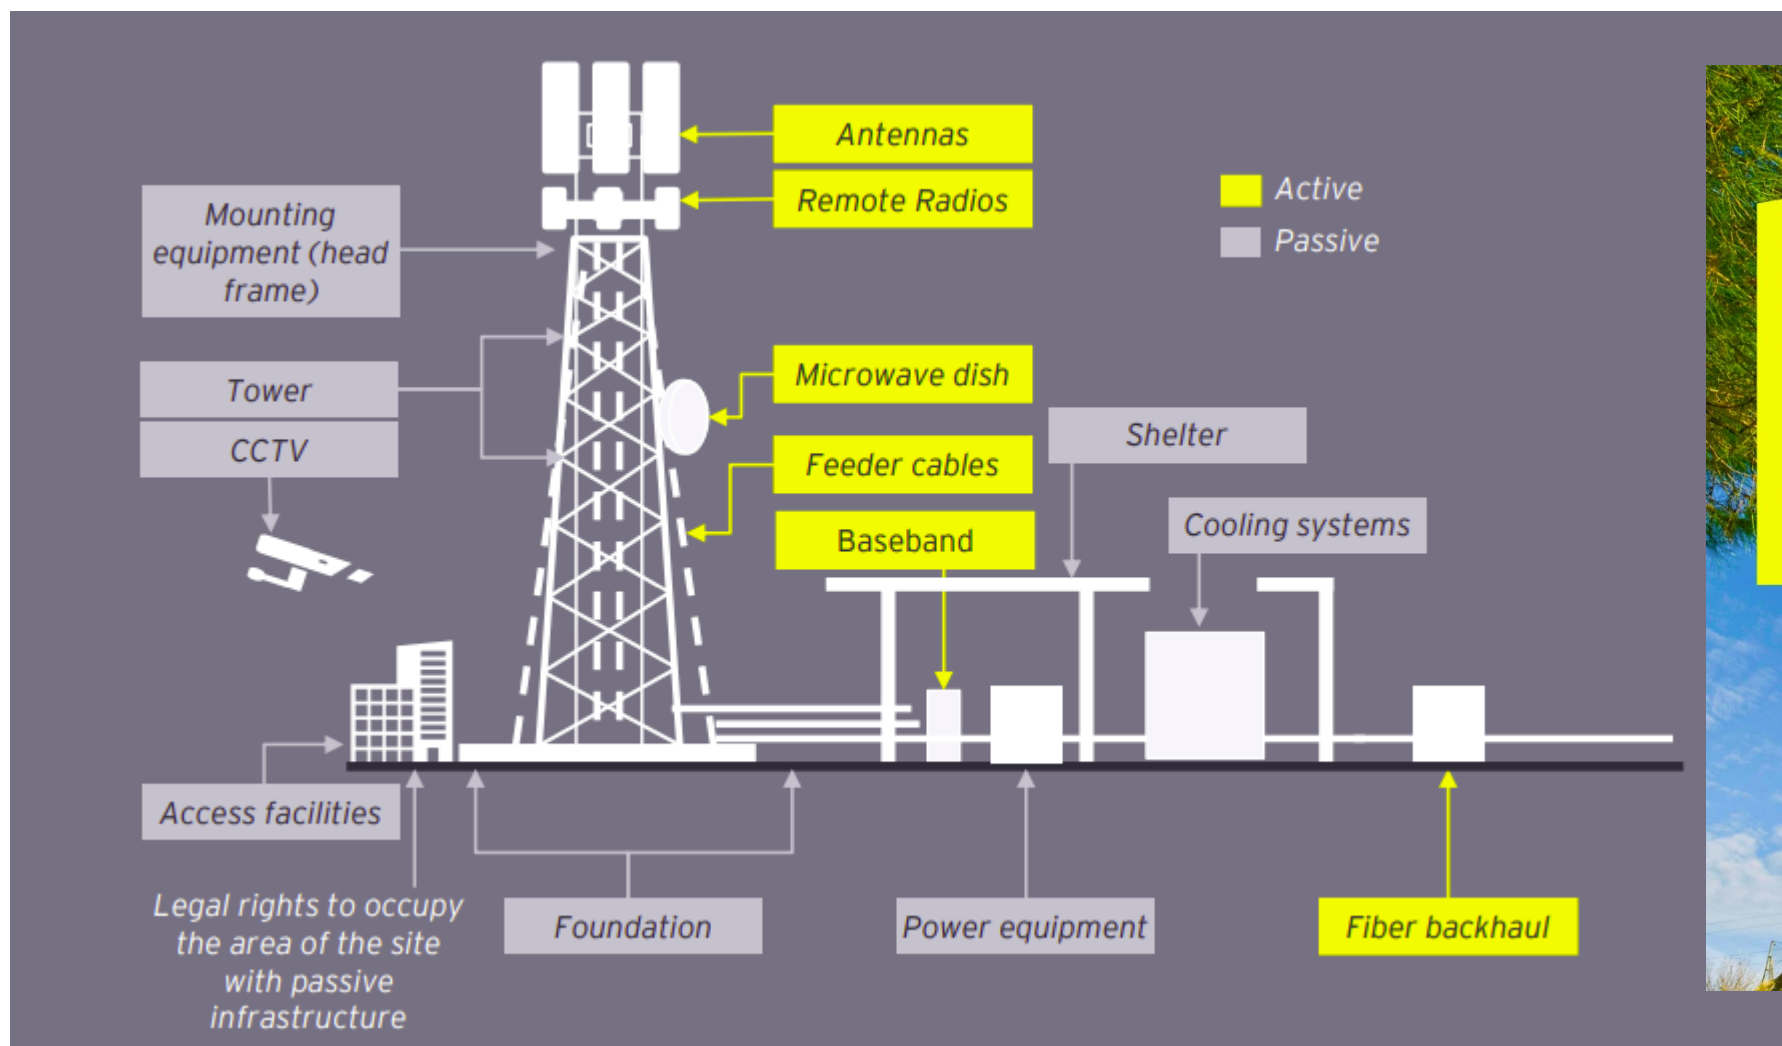 Antennas
Remote Radios
Active
Passive
Mounting
equipment (head
frame)
Tower
CCTV
Microwave dish
Feeder cables
Baseband
Shelter
Cooling systems
Access facilities
Legal rights to occupy
the area of the site
with passive
infrastructure
Foundation
Power equipment
Fiber backhaul